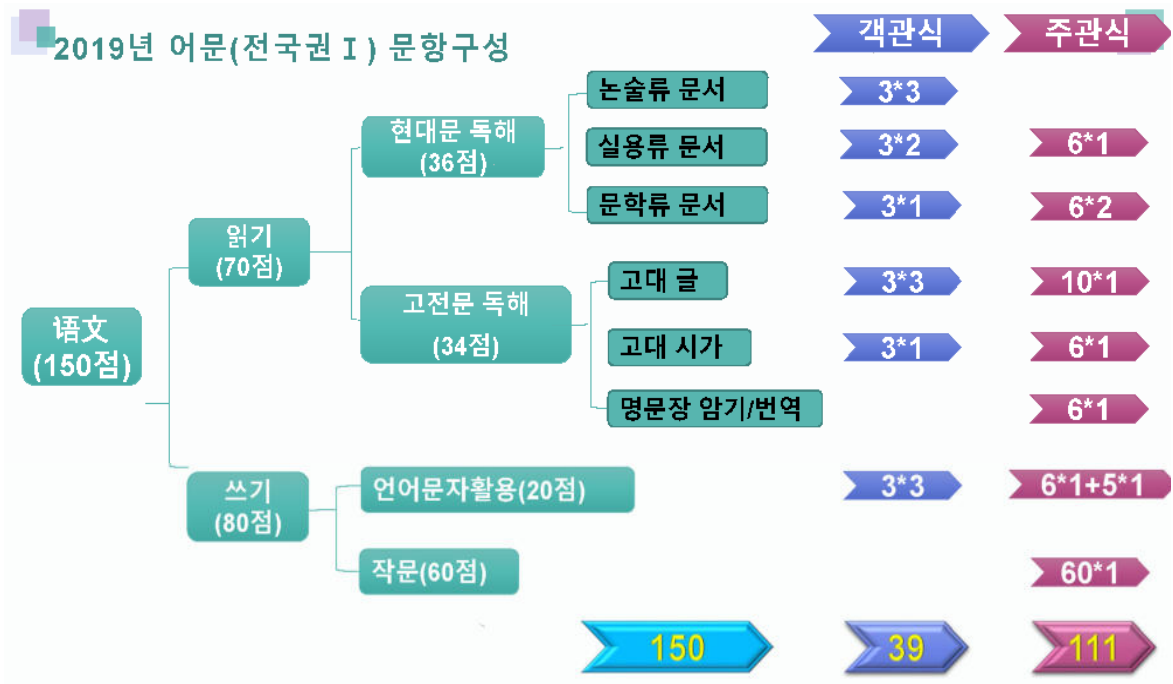 2019년 어문(전국권 I) 문항구성
객관식
주관식
논술류 문서
3*3
현대문 독해
(36점)
실용류 문서
3*2
6*1
문학류 문서
3*1
6*2
읽기
(70점)
고대 글
3*3
10*1
고전문 독해
(34점)
语文
(150점)
고대 시가
3*1
6*1
명문장 암기/번역
6*1
쓰기
(80점)
언어문자활용(20점)
3*3
6*1+5*1
작문(60점)
60*1
150
39
111